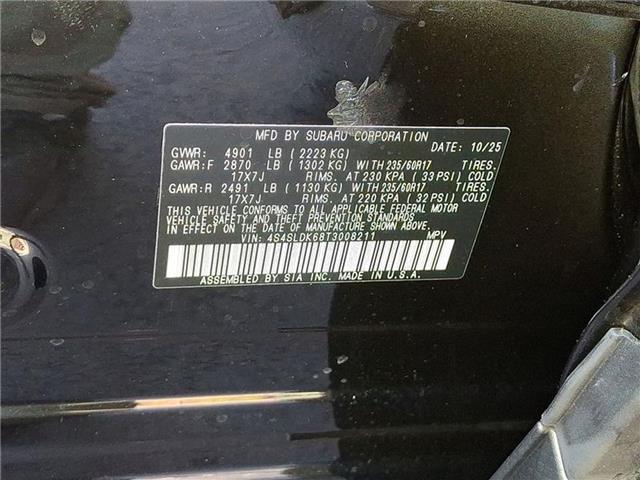 MFD BY SUBARU CORPORATION
GVWR: 4901 LB (2223 KG) DATE: 10/25
GAWR:F 2870 LB (1302 KG) WITH 235/60R17 TIRES.
17X7J RIMS. AT 230 KPA (33 PSI) COLD
GAWR:R 2491 LB (1130 KG) WITH 235/60R17 TIRES.
17X7J RIMS. AT 220 KPA (32 PSI) COLD
THIS VEHICLE CONFORMS TO ALL APPLICABLE FEDERAL MOTOR
VEHICLE SAFETY AND THEFT PREVENTION STANDARDS
IN EFFECT ON THE DATE OF MANUFACTURE SHOWN ABOVE.
VIN: 4S4SLDK68T3008211 MPV
ASSEMBLED BY SIA INC. MADE IN U.S.A.